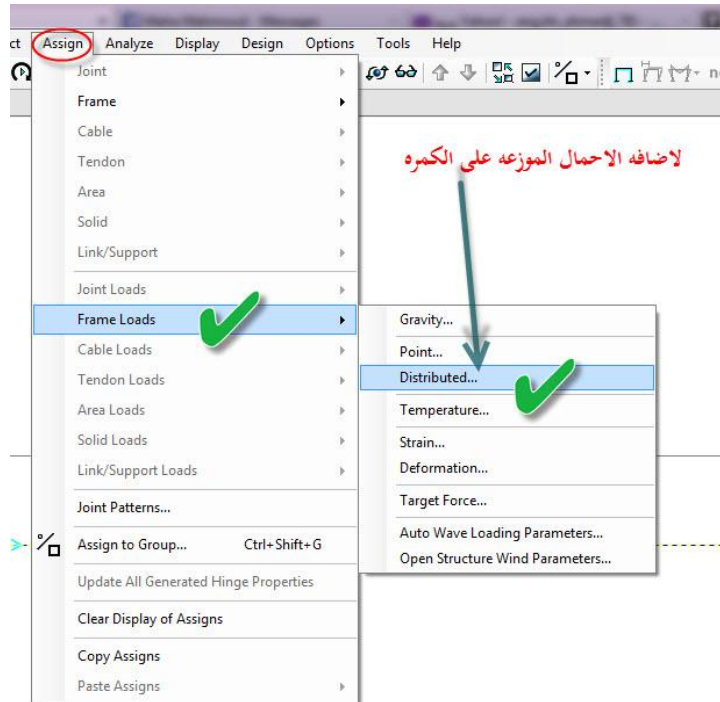 ct Assign Analyze Display Design Options Tools Help
Joint
Frame
Cable
Tendon
Area
Solid
Link/Support
Joint Loads
Frame Loads
Cable Loads
Tendon Loads
Area Loads
Solid Loads
Link/Support Loads
Joint Patterns...
Assign to Group... Ctrl+Shift+G
Update All Generated Hinge Properties
Clear Display of Assigns
Copy Assigns
Paste Assigns
لاضافه الاحمال الموزعه على الكمره
Gravity...
Point...
Distributed...
Temperature...
Strain...
Deformation...
Target Force...
Auto Wave Loading Parameters...
Open Structure Wind Parameters...